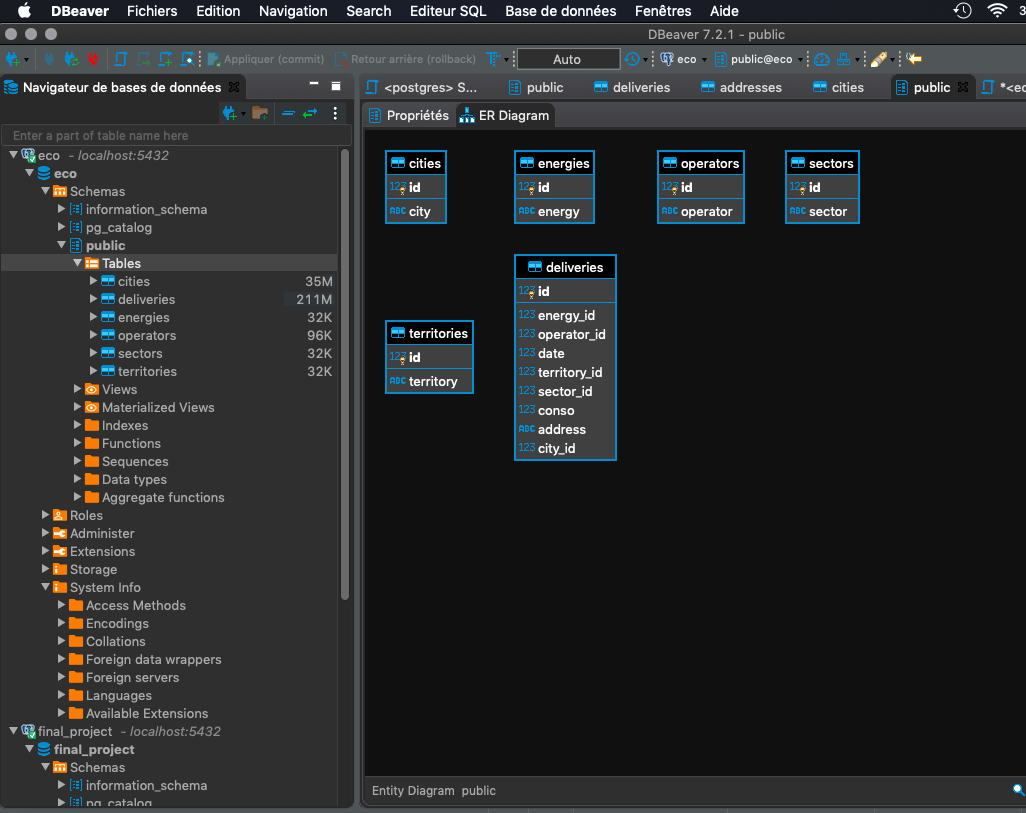 DBeaver Fichiers Edition Navigation Search Editeur SQL Base de données Fenêtres Aide
DBeaver 7.2.1 - public
Appliquer (commit) Retour arrière (rollback) Auto eco public@eco
Navigateur de bases de données
<postgres> S... public deliveries addresses cities public
Enter a part of table name here
Propriétés ER Diagram
eco - localhost:5432
eco
Schemas
information_schema
pg_catalog
public
Tables
cities 35M
deliveries 211M
energies 32K
operators 96K
sectors 32K
territories 32K
Views
Materialized Views
Indexes
Functions
Sequences
Data types
Aggregate functions
Roles
Administer
Extensions
Storage
System Info
Access Methods
Encodings
Collations
Foreign data wrappers
Foreign servers
Languages
Available Extensions
final_project - localhost:5432
final_project
Schemas
information_schema
pg_catalog
cities
123 id
ABC city
energies
123 id
ABC energy
operators
123 id
ABC operator
sectors
123 id
ABC sector
deliveries
123 id
123 energy_id
123 operator_id
123 date
123 territory_id
123 sector_id
123 conso
ABC address
123 city_id
territories
123 id
ABC territory
Entity Diagram public